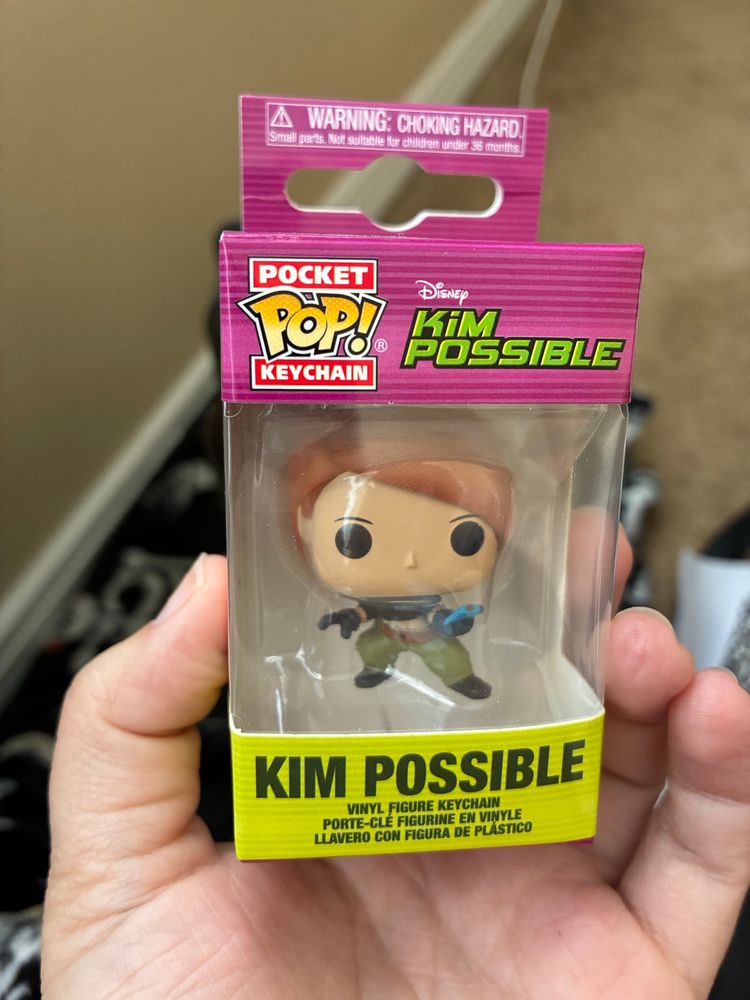 WARNING: CHOKING HAZARD.
Small parts. Not suitable for children under 36 months.
POCKET
POP! ®
KEYCHAIN
Disney
KiM
POSSIBLE
KIM POSSIBLE
VINYL FIGURE KEYCHAIN
PORTE-CLÉ FIGURINE EN VINYLE
LLAVERO CON FIGURA DE PLÁSTICO